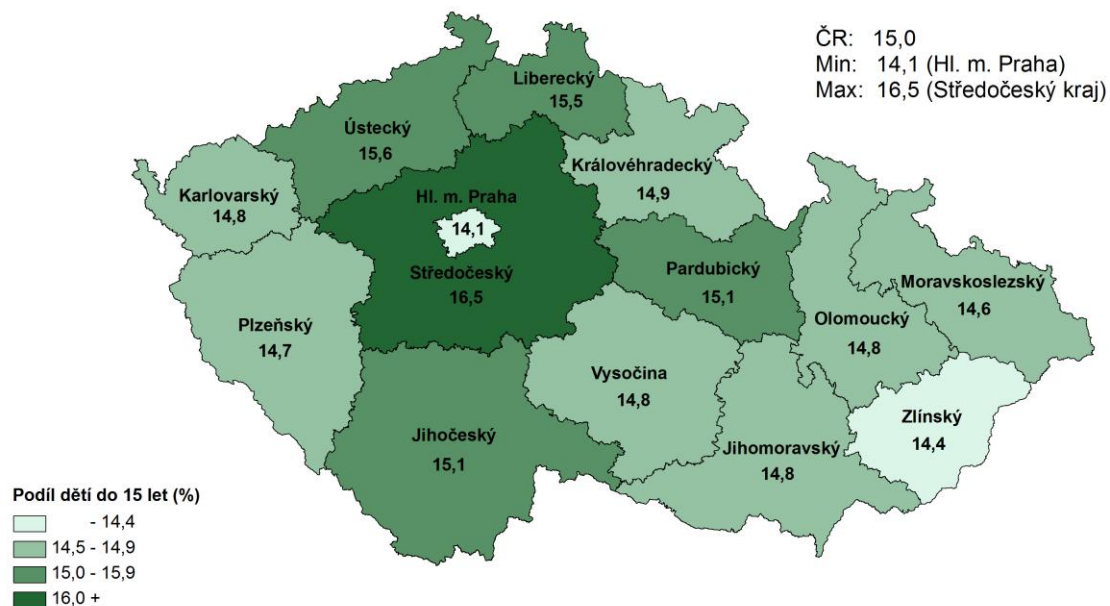 ČR: 15,0
Min: 14,1 (Hl. m. Praha)
Max: 16,5 (Středočeský kraj)
Liberecký
15,5
Ústecký
15,6
Královéhradecký
14,9
Karlovarský
14,8
Hl. m. Praha
14,1
Středočeský
16,5
Pardubický
15,1
Moravskoslezský
14,6
Olomoucký
14,8
Plzeňský
14,7
Vysočina
14,8
Zlínský
14,4
Jihočeský
15,1
Jihomoravský
14,8
Podíl dětí do 15 let (%)
- 14,4
14,5 - 14,9
15,0 - 15,9
16,0 +